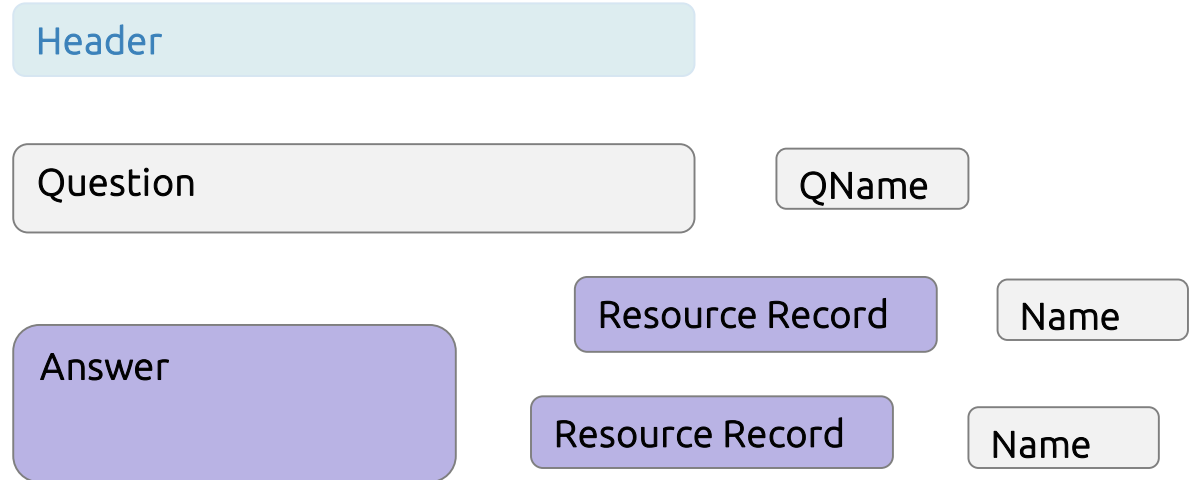 Header
Question
QName
Resource Record
Name
Answer
Resource Record
Name